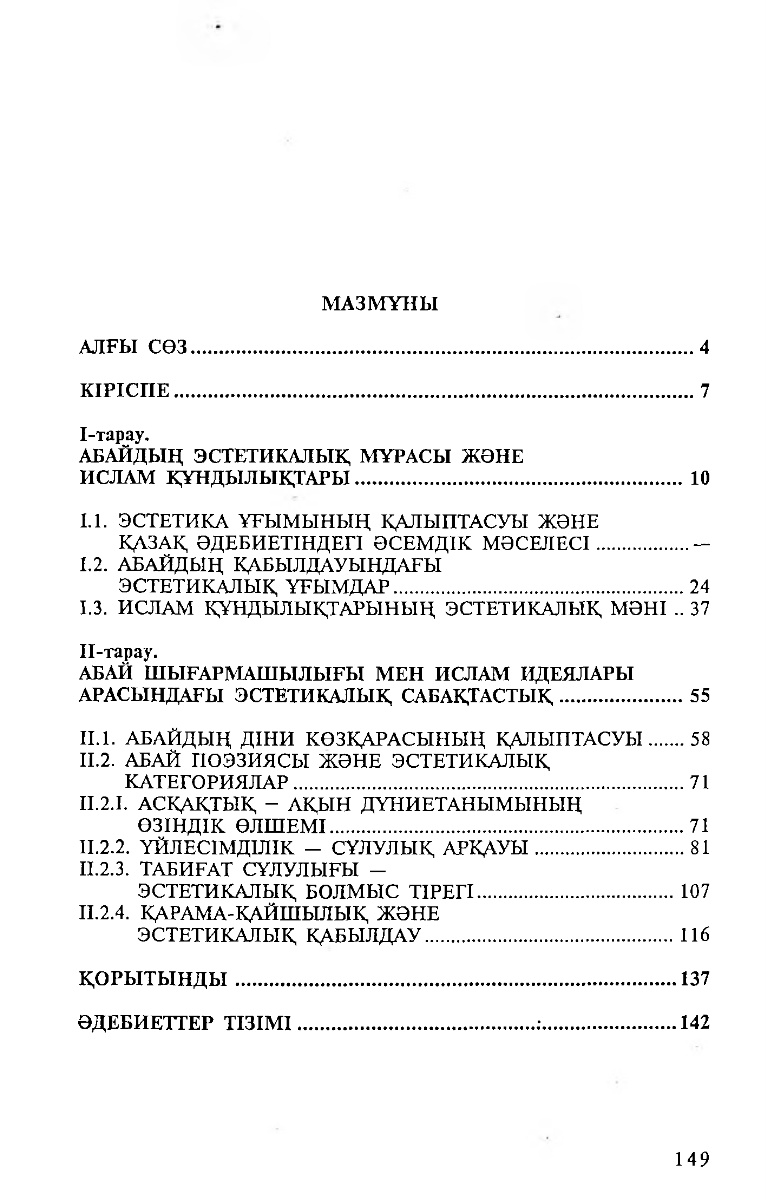 МАЗМҰНЫ
АЛҒЫ СӨЗ........ 4
КІРІСПЕ........ 7
I-тарау.
АБАЙДЫҢ ЭСТЕТИКАЛЫҚ МҰРАСЫ ЖӘНЕ
ИСЛАМ ҚҰНДЫЛЫҚТАРЫ........ 10
I.1. ЭСТЕТИКА ҰҒЫМЫНЫҢ ҚАЛЫПТАСУЫ ЖӘНЕ
ҚАЗАҚ ӘДЕБИЕТІНДЕГІ ӘСЕМДІК МӘСЕЛЕСІ........ —
I.2. АБАЙДЫҢ ҚАБЫЛДАУЫНДАҒЫ
ЭСТЕТИКАЛЫҚ ҰҒЫМДАР........ 24
I.3. ИСЛАМ ҚҰНДЫЛЫҚТАРЫНЫҢ ЭСТЕТИКАЛЫҚ МӘНІ .. 37
II-тарау.
АБАЙ ШЫҒАРМАШЫЛЫҒЫ МЕН ИСЛАМ ИДЕЯЛАРЫ
АРАСЫНДАҒЫ ЭСТЕТИКАЛЫҚ САБАҚТАСТЫҚ........ 55
II.1. АБАЙДЫҢ ДІНИ КӨЗҚАРАСЫНЫҢ ҚАЛЫПТАСУЫ...... 58
II.2. АБАЙ ПОЭЗИЯСЫ ЖӘНЕ ЭСТЕТИКАЛЫҚ
КАТЕГОРИЯЛАР........ 71
II.2.I. АСҚАҚТЫҚ – АҚЫН ДҮНИЕТАНЫМЫНЫҢ
ӨЗІНДІК ӨЛШЕМІ........ 71
II.2.2. ҮЙЛЕСІМДІЛІК — СҰЛУЛЫҚ АРҚАУЫ........ 81
II.2.3. ТАБИҒАТ СҰЛУЛЫҒЫ —
ЭСТЕТИКАЛЫҚ БОЛМЫС ТІРЕГІ........ 107
II.2.4. ҚАРАМА-ҚАЙШЫЛЫҚ ЖӘНЕ
ЭСТЕТИКАЛЫҚ ҚАБЫЛДАУ........ 116
ҚОРЫТЫНДЫ........ 137
ӘДЕБИЕТТЕР ТІЗІМІ........ 142
149